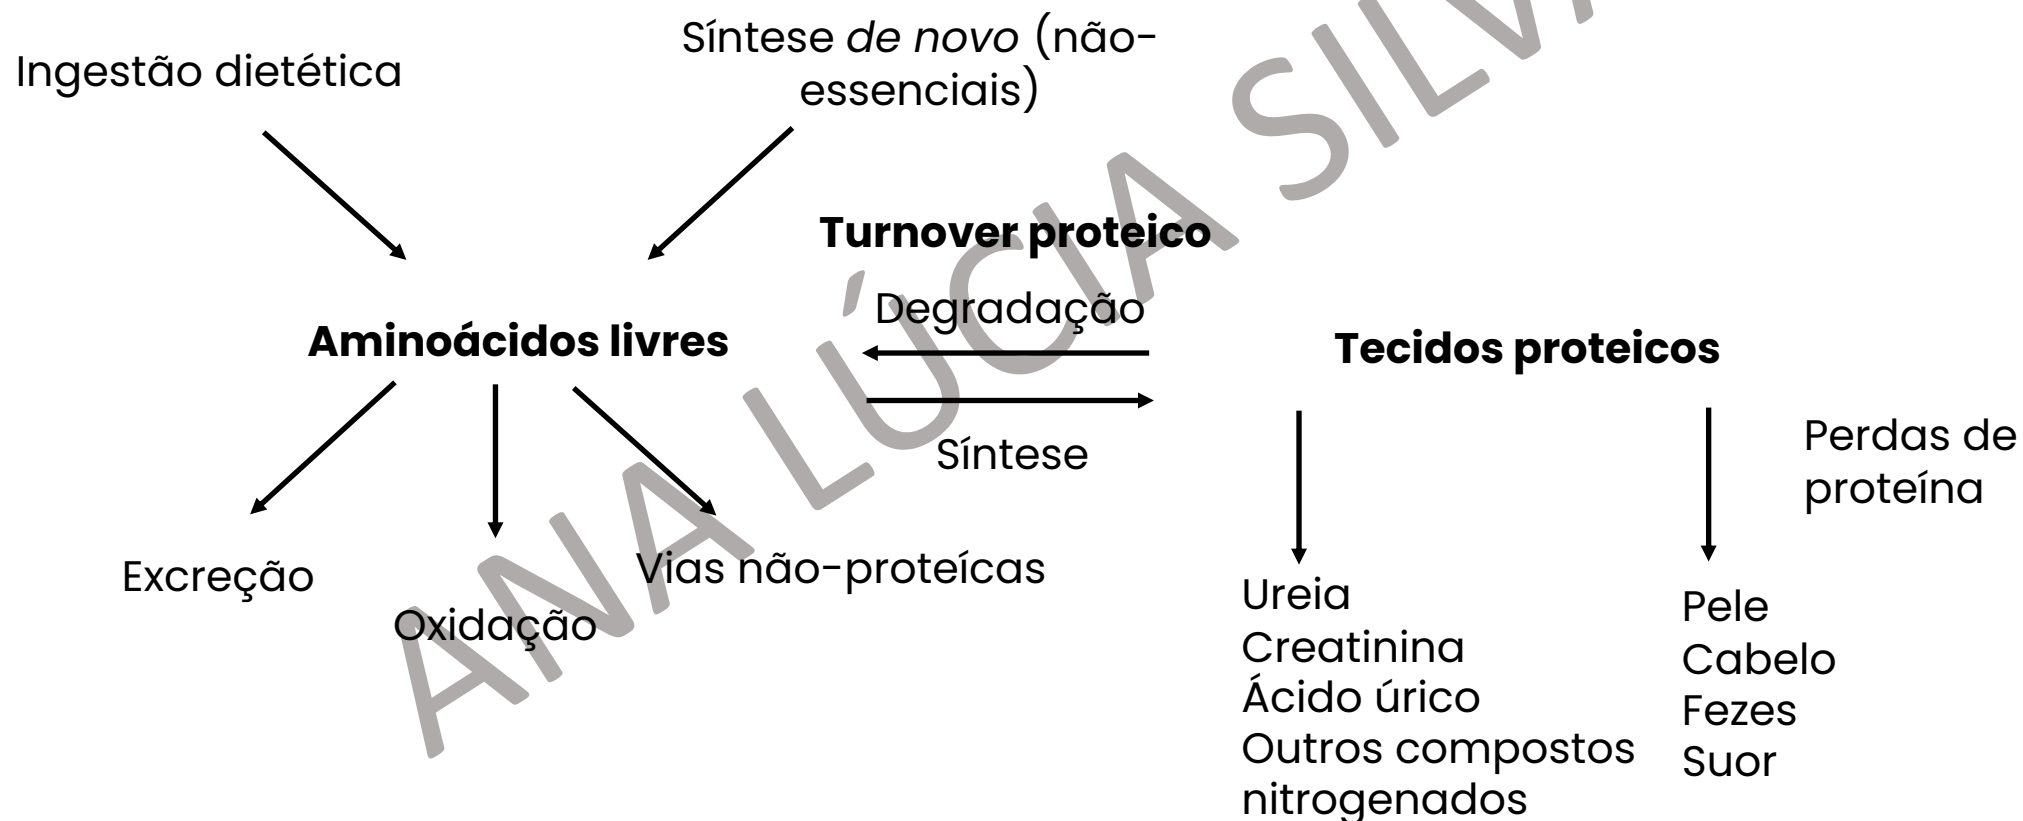 Ingestão dietética
Síntese de novo (não-
essenciais)
Turnover proteico
Degradação
Aminoácidos livres
Tecidos proteicos
Síntese
Perdas de
proteína
Excreção
Oxidação
Vias não-proteícas
Ureia
Creatinina
Ácido úrico
Outros compostos
nitrogenados
Pele
Cabelo
Fezes
Suor
ANA LÚCIA SILVA